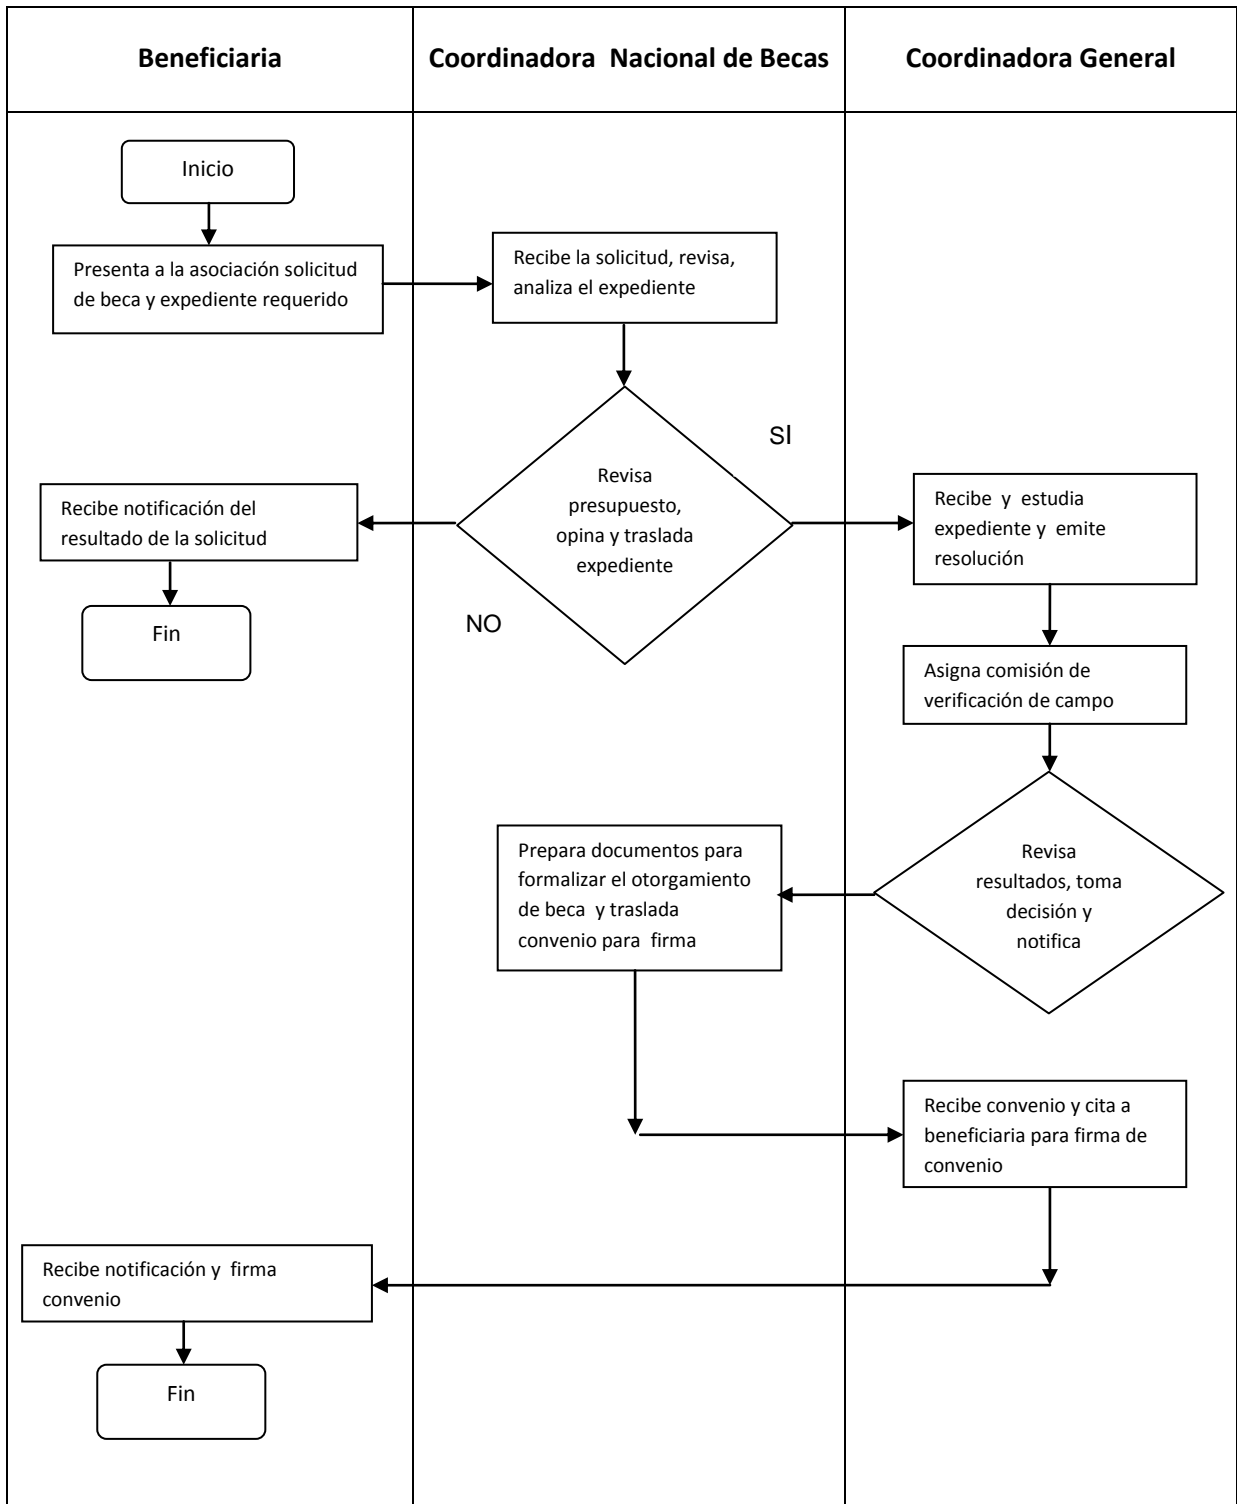 Beneficiaria
Coordinadora  Nacional de Becas
Coordinadora General
Inicio
Presenta a la asociación solicitud
de beca y expediente requerido
Recibe la solicitud, revisa,
analiza el expediente
SI
Revisa
presupuesto,
opina y traslada
expediente
Recibe notificación del
resultado de la solicitud
Recibe  y  estudia
expediente y  emite
resolución
NO
Fin
Asigna comisión de
verificación de campo
Revisa
resultados, toma
decisión y
notifica
Prepara documentos para
formalizar el otorgamiento
de beca  y traslada
convenio para  firma
Recibe convenio y cita a
beneficiaria para firma de
convenio
Recibe notificación y  firma
convenio
Fin